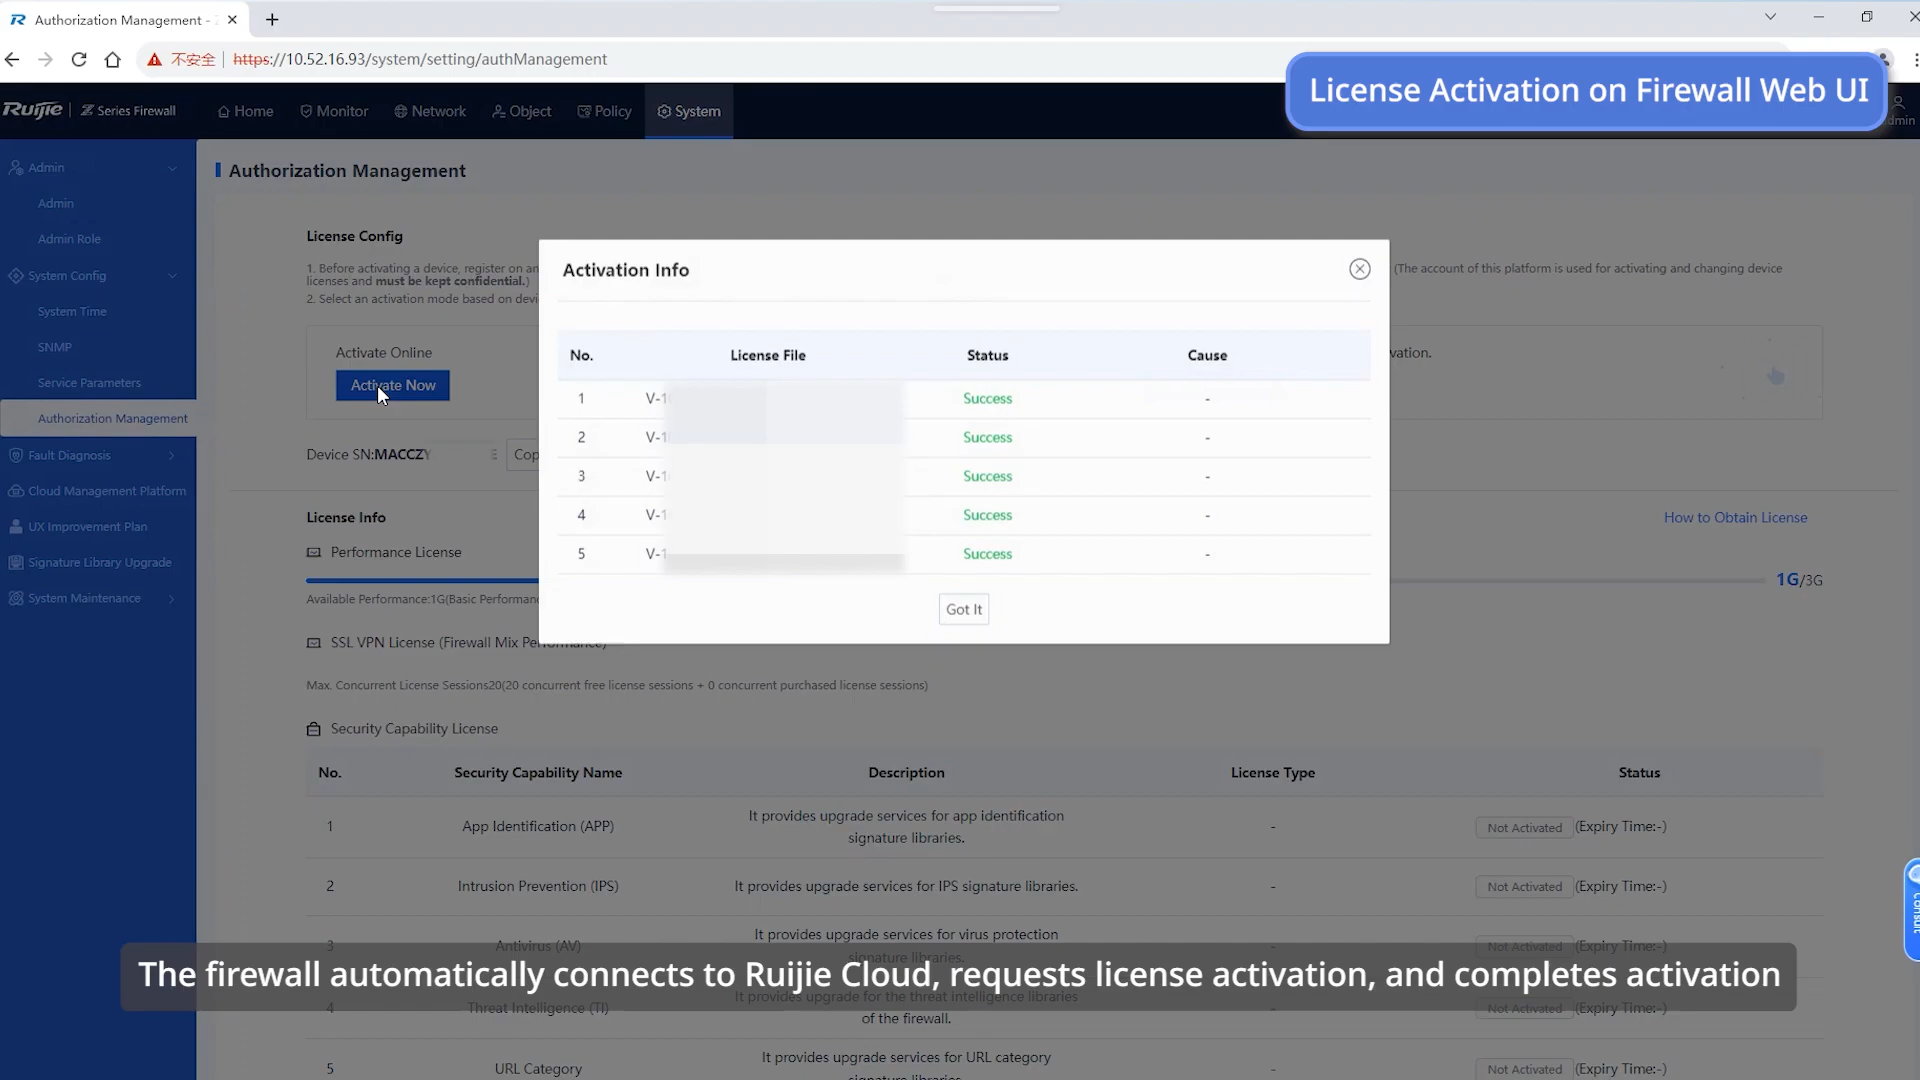 Authorization Management -
不安全 https://10.52.16.93/system/setting/authManagement
License Activation on Firewall Web UI
Ruijie Z Series Firewall Home Monitor Network Object Policy System
Admin
Authorization Management
Admin
Admin Role
System Config
System Time
SNMP
Service Parameters
Authorization Management
Fault Diagnosis
Cloud Management Platform
UX Improvement Plan
Signature Library Upgrade
System Maintenance
License Config
1. Before activating a device, register on (The account of this platform is used for activating and changing device
licenses and must be kept confidential.)
2. Select an activation mode based on
Activate Online
Activate Now
Device SN:MACCZY
License Info
How to Obtain License
Performance License
1G/3G
Available Performance:1G(Basic
SSL VPN License (Firewall Mix Performance)
Max. Concurrent License Sessions20(20 concurrent free license sessions + 0 concurrent purchased license sessions)
Security Capability License
Activation Info
No. License File Status Cause
1 V-1 Success -
2 V-1 Success -
3 V-1 Success -
4 V-1 Success -
5 V-1 Success -
Got It
No. Security Capability Name Description License Type Status
1 App Identification (APP) It provides upgrade services for app identification - Not Activated (Expiry Time:-)
signature libraries.
2 Intrusion Prevention (IPS) It provides upgrade services for IPS signature libraries. - Not Activated (Expiry Time:-)
3 Antivirus (AV) It provides upgrade services for virus protection - Not Activated (Expiry Time:-)
signature libraries.
The firewall automatically connects to Ruijie Cloud, requests license activation, and completes activation
4 Threat Intelligence (TI) It provides upgrade for the threat intelligence libraries - Not Activated (Expiry Time:-)
of the firewall.
5 URL Category It provides upgrade services for URL category - Not Activated (Expiry Time:-)
signature libraries.